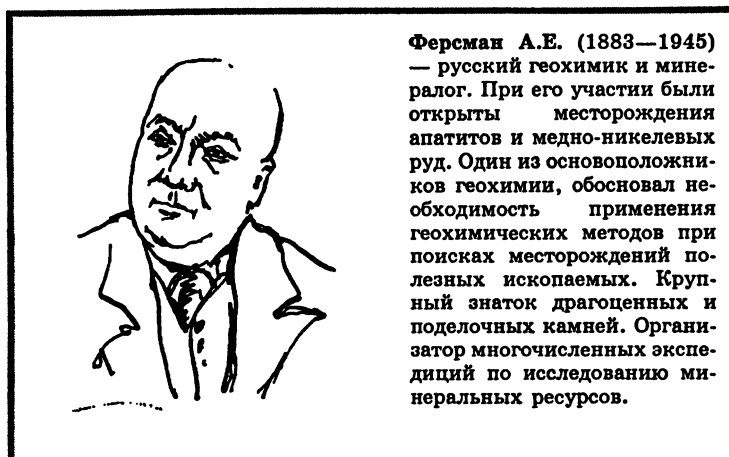 Ферсман А.Е. (1883—1945)
— русский геохимик и мине-
ралог. При его участии были
открыты месторождения
апатитов и медно-никелевых
руд. Один из основоположни-
ков геохимии, обосновал не-
обходимость применения
геохимических методов при
поисках месторождений по-
лезных ископаемых. Круп-
ный знаток драгоценных и
поделочных камней. Органи-
затор многочисленных экспе-
диций по исследованию ми-
неральных ресурсов.